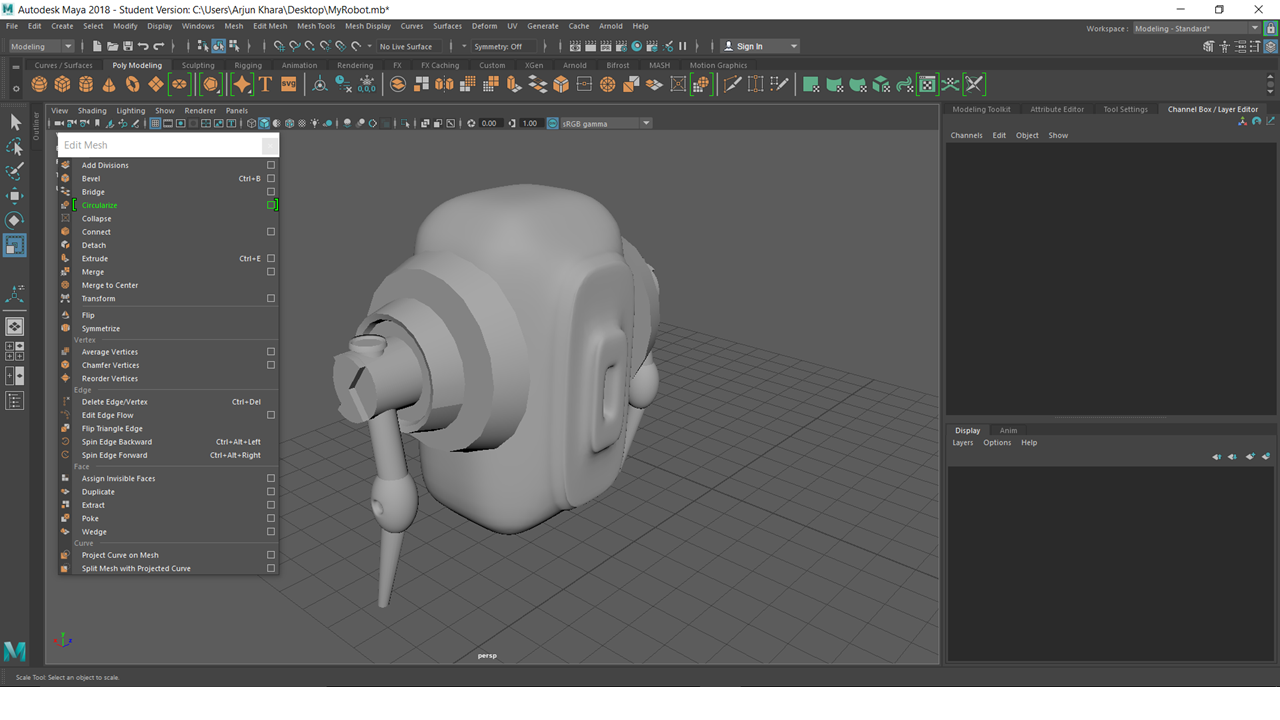 Autodesk Maya 2018 - Student Version: C:\Users\Arjun Khara\Desktop\MyRobot.mb*
File Edit Create Select Modify Display Windows Mesh Edit Mesh Mesh Tools Mesh Display Curves Surfaces Deform UV Generate Cache Arnold Help
Workspace : Modeling - Standard*
Modeling No Live Surface Symmetry: Off Sign In
Curves / Surfaces Poly Modeling Sculpting Rigging Animation Rendering FX FX Caching Custom XGen Arnold Bifrost MASH Motion Graphics
T SVG 0,0,0
View Shading Lighting Show Renderer Panels
0.00 1.00 sRGB gamma
Outliner
Edit Mesh
Add Divisions
Bevel Ctrl+B
Bridge
Circularize
Collapse
Connect
Detach
Extrude Ctrl+E
Merge
Merge to Center
Transform
Flip
Symmetrize
Vertex
Average Vertices
Chamfer Vertices
Reorder Vertices
Edge
Delete Edge/Vertex Ctrl+Del
Edit Edge Flow
Flip Triangle Edge
Spin Edge Backward Ctrl+Alt+Left
Spin Edge Forward Ctrl+Alt+Right
Face
Assign Invisible Faces
Duplicate
Extract
Poke
Wedge
Curve
Project Curve on Mesh
Split Mesh with Projected Curve
persp
Modeling Toolkit Attribute Editor Tool Settings Channel Box / Layer Editor
Channels Edit Object Show
Display Anim
Layers Options Help
Scale Tool: Select an object to scale.